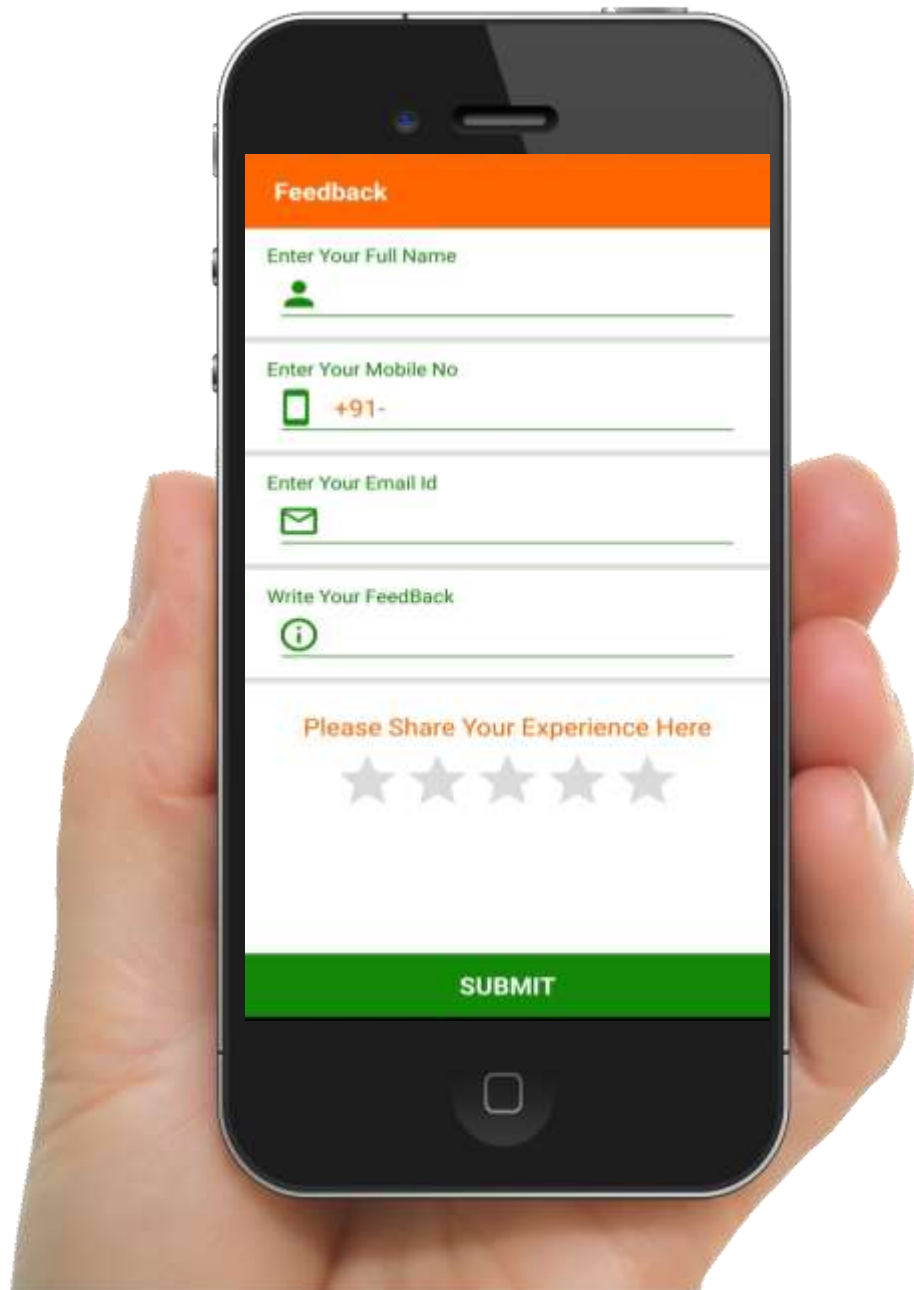 Feedback
Enter Your Full Name
Enter Your Mobile No
+91-
Enter Your Email Id
Write Your FeedBack
Please Share Your Experience Here
SUBMIT